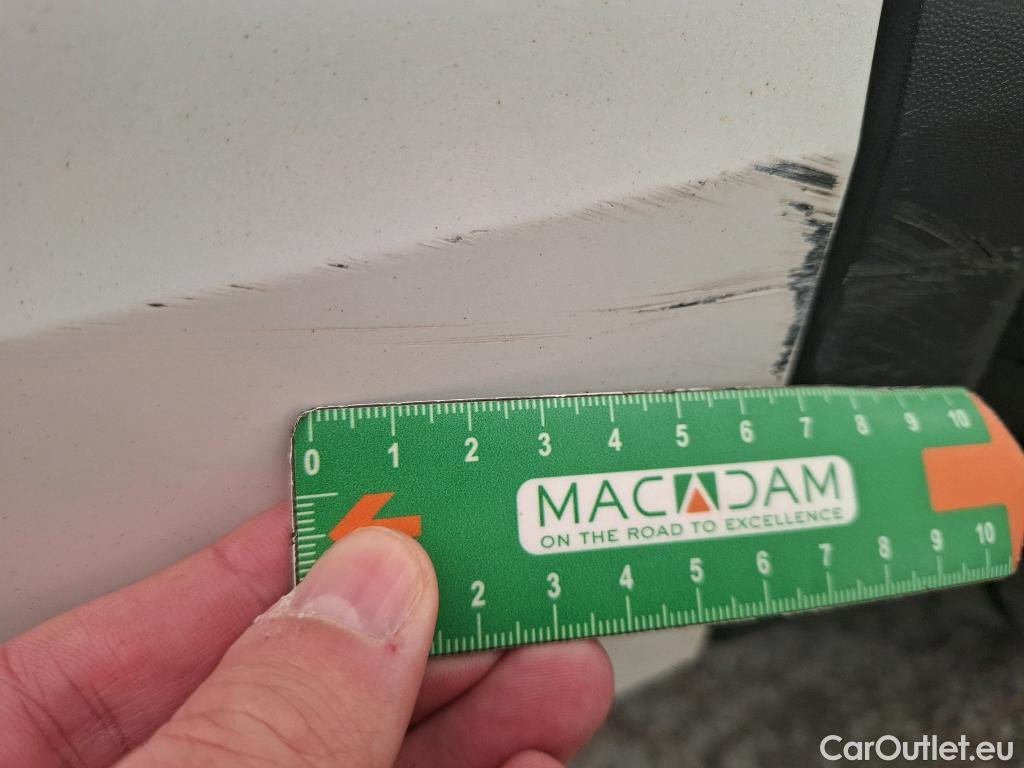 0 1 2 3 4 5 6 7 8 9 10
MACADAM
ON THE ROAD TO EXCELLENCE
2 3 4 5 6 7 8 9 10
CarOutlet.eu